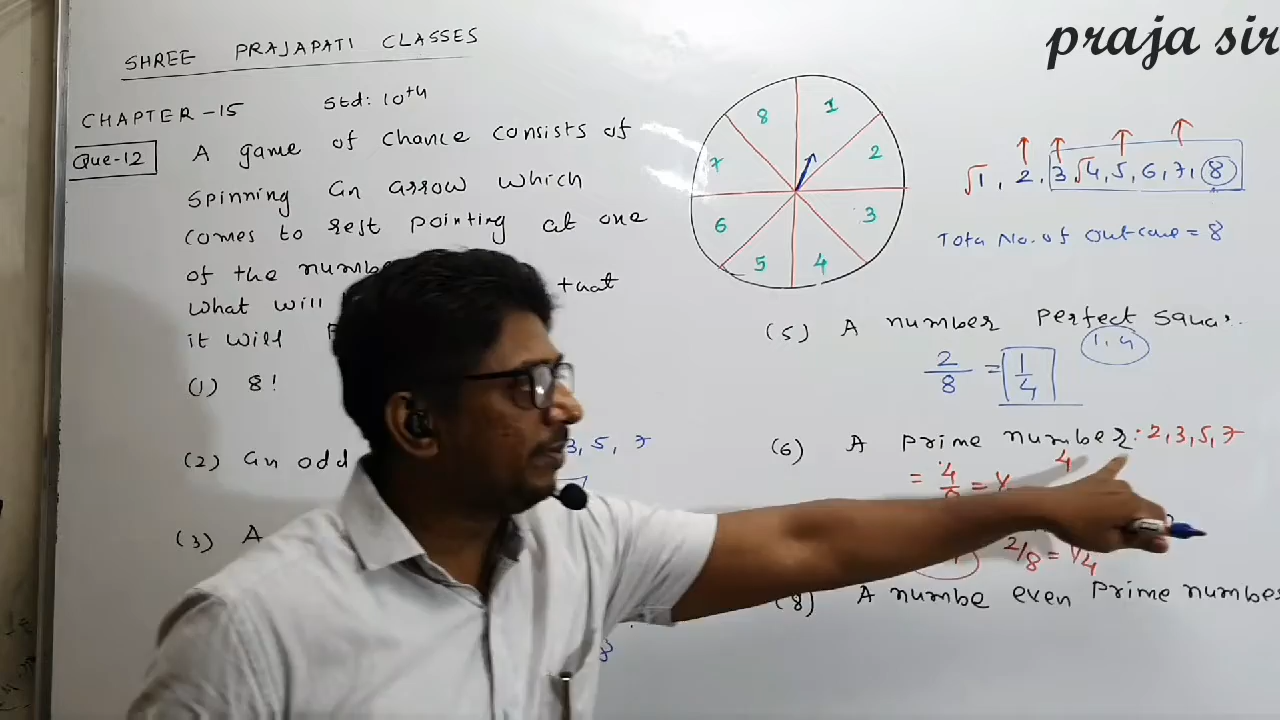 praja sir
SHREE PRAJAPATI CLASSES
CHAPTER-15 Std: 10th
Que-12 A game of chance consists of
spinning an arrow which
comes to rest pointing at one
of the numbe
what will that
it will
(1) 8!
(2) an odd 3, 5, 7
(3) A
8 1
7 2
6 3
5 4
√1, 2, 3, √4, 5, 6, 7, 8
Tota No. of outcome = 8
(5) A number perfect squar.
1, 4
2/8 = 1/4
(6) A prime number: 2, 3, 5, 7
4
= 4/8 =
2/8 = 1/4
(8) A numbe even prime number